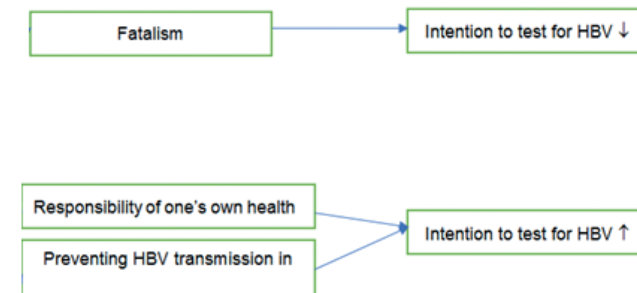 Fatalism
Intention to test for HBV ↓
Responsibility of one's own health
Intention to test for HBV ↑
Preventing HBV transmission in